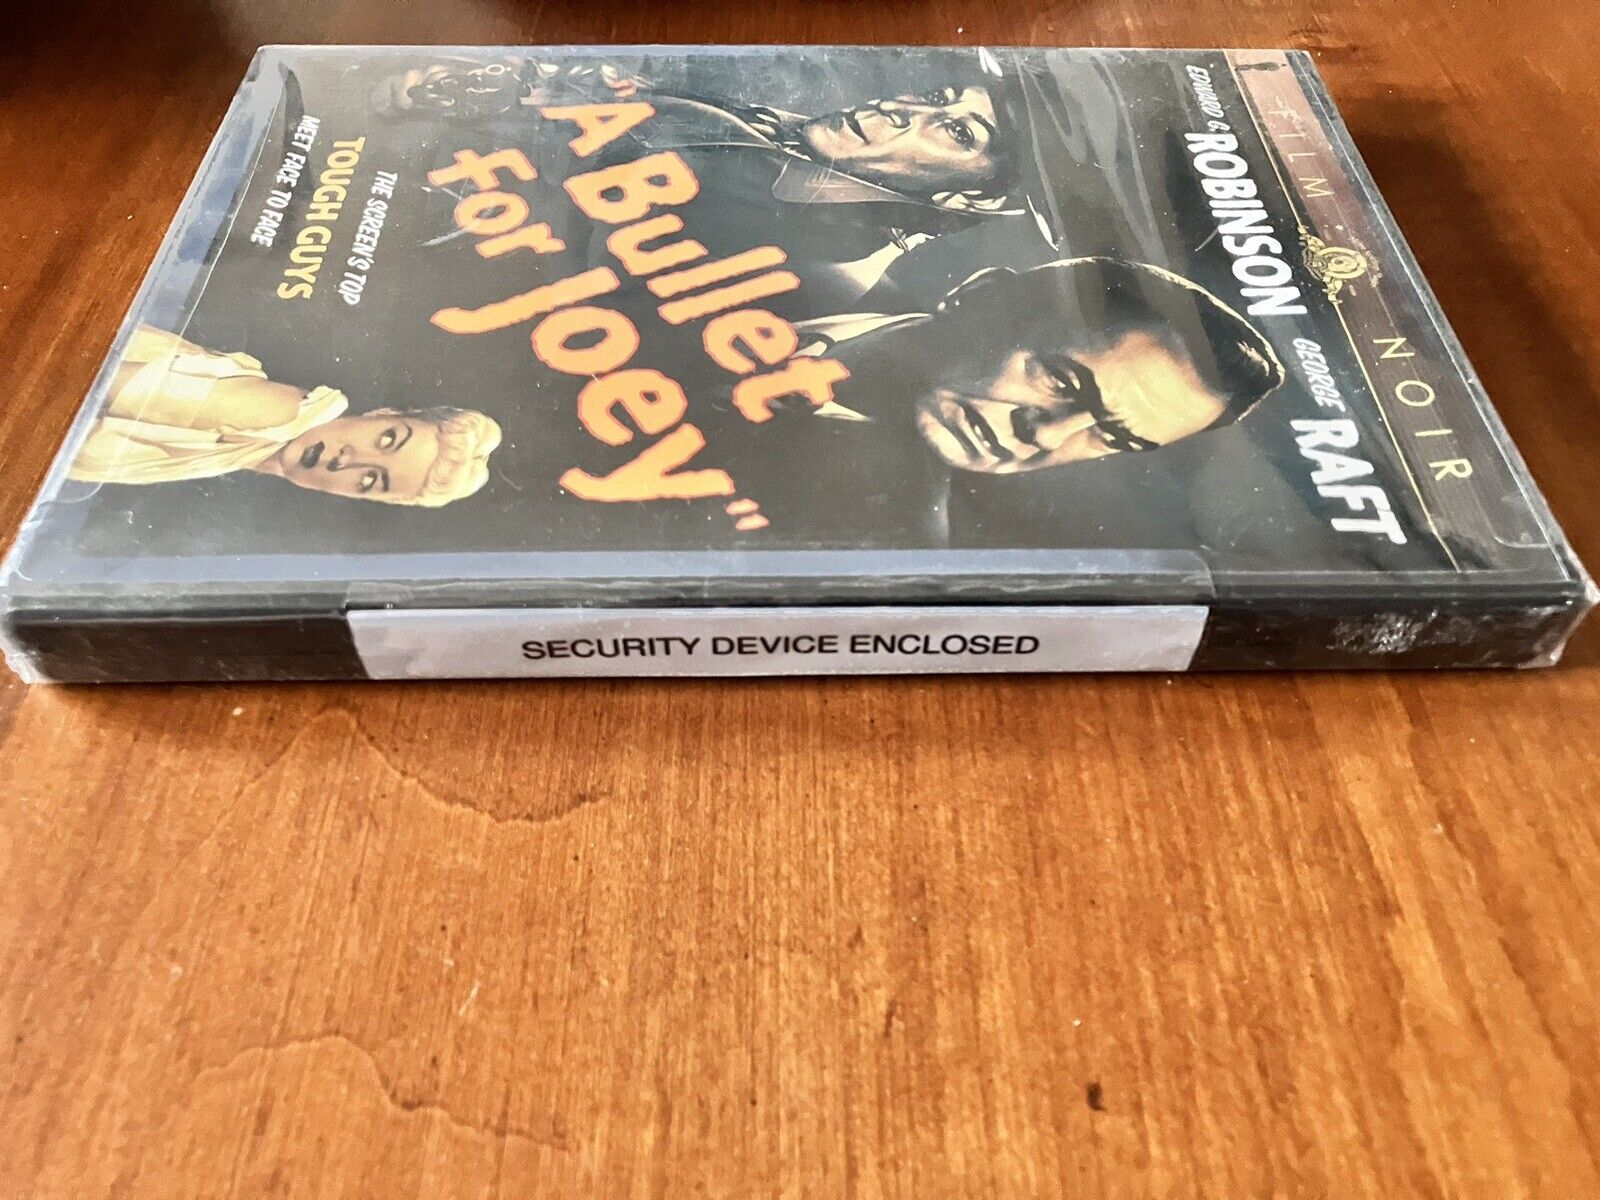 FILM NOIR
EDWARD G. ROBINSON GEORGE RAFT
"A Bullet
For Joey"
THE SCREEN'S TOP
TOUGH GUYS
MEET FACE TO FACE
SECURITY DEVICE ENCLOSED